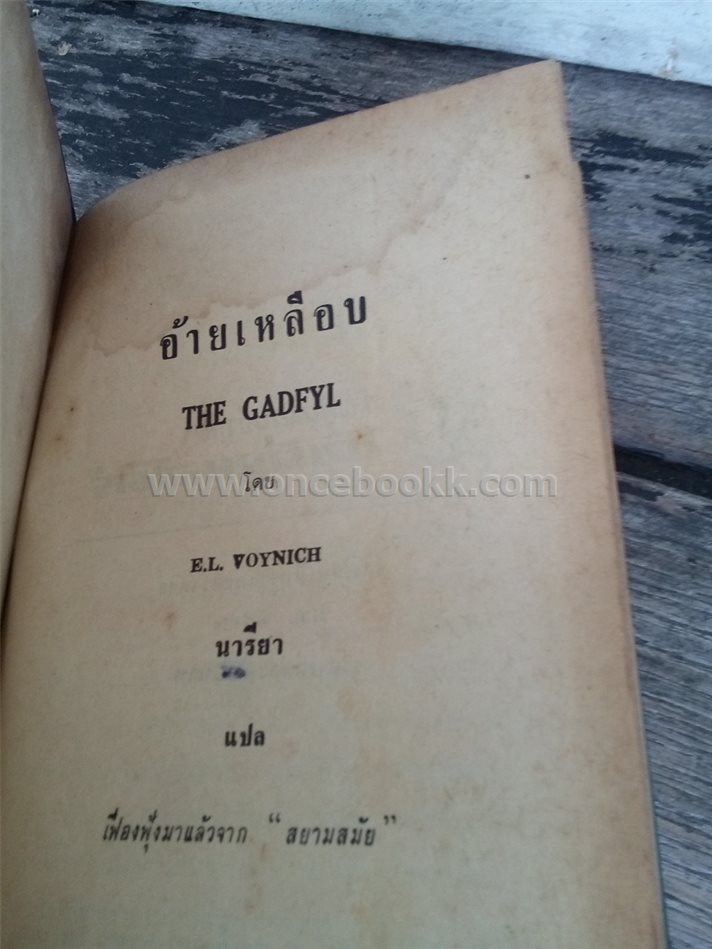 อ้ายเหลือบ
THE GADFYL
www.oncebookk.com
โดย
E.L. VOYNICH
นารียา
แปล
เฟื่องฟุ้งมาแล้วจาก “สยามสมัย”